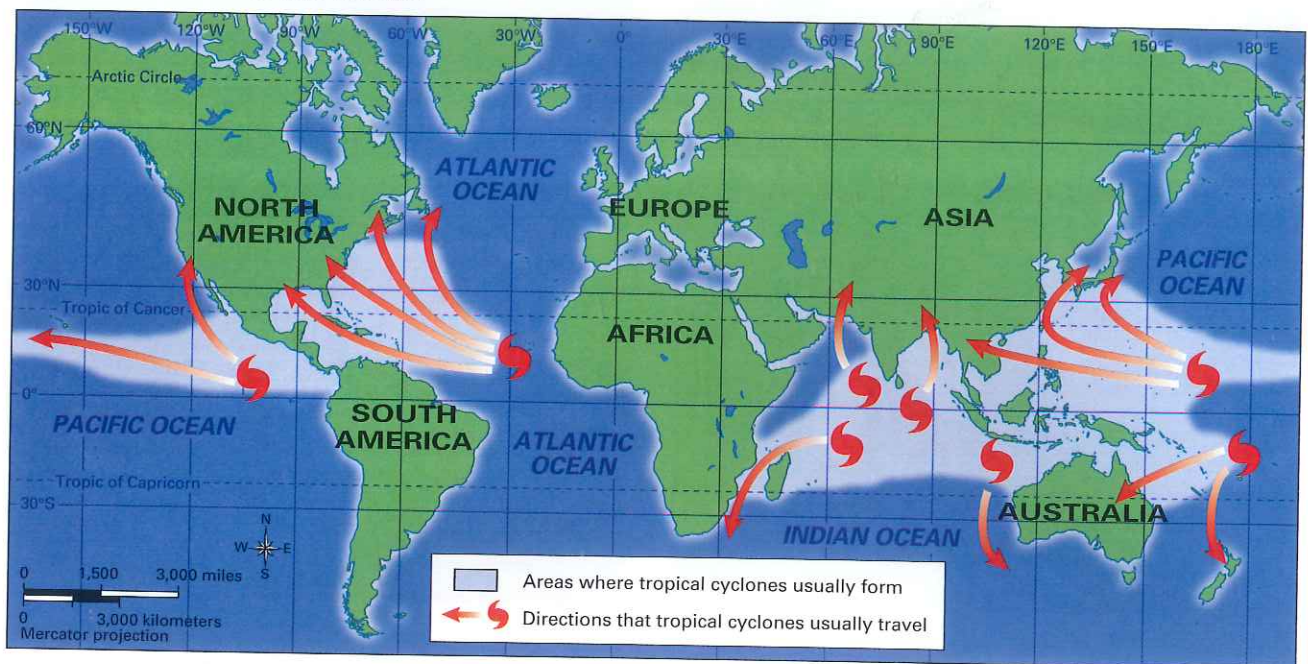 150°W 120°W 90°W 60°W 30°W 0° 30°E 60°E 90°E 120°E 150°E 180°E
Arctic Circle
60°N
ATLANTIC
OCEAN
NORTH
AMERICA
EUROPE
ASIA
PACIFIC
OCEAN
30°N
Tropic of Cancer
AFRICA
0°
PACIFIC OCEAN
SOUTH
AMERICA
ATLANTIC
OCEAN
Tropic of Capricorn
30°S
AUSTRALIA
INDIAN OCEAN
N
W E
S
0 1,500 3,000 miles
0 3,000 kilometers
Mercator projection
Areas where tropical cyclones usually form
Directions that tropical cyclones usually travel